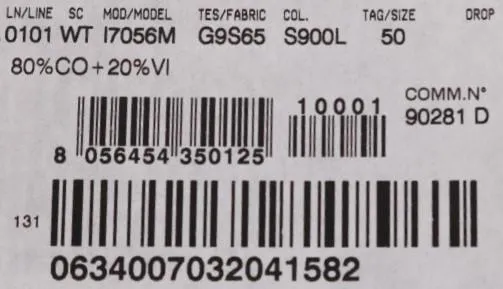 LN/LINE SC MOD/MODEL TES/FABRIC COL. TAG/SIZE DROP
0101 WT I7056M G9S65 S900L 50
80%CO+20%VI
COMM.N°
90281 D
10001
8 056454 350125
131
0634007032041582